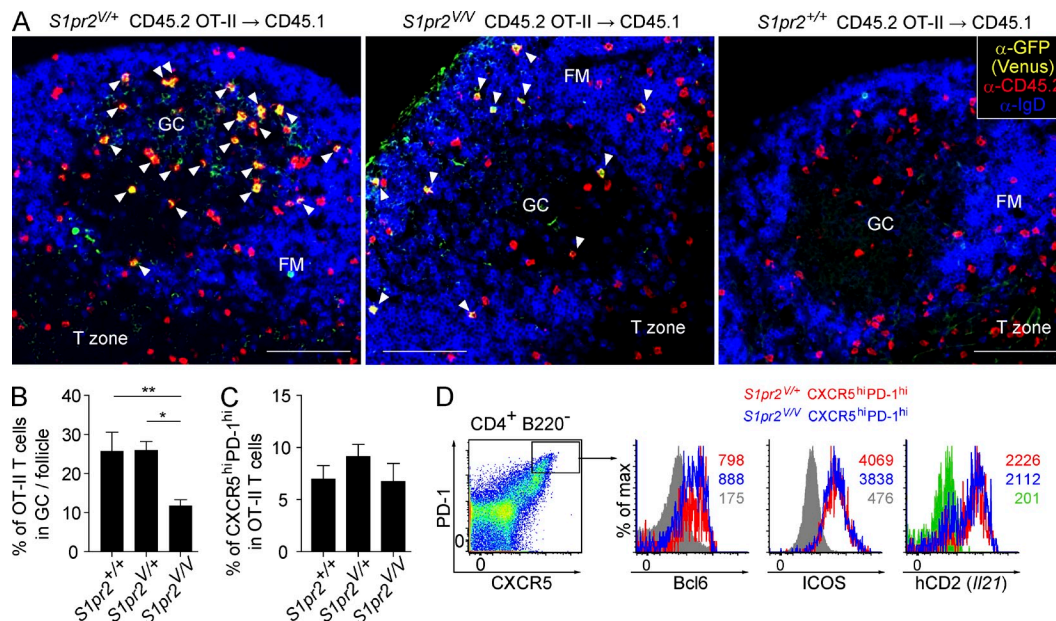 A
S1pr2V/+ CD45.2 OT-II → CD45.1
S1pr2V/V CD45.2 OT-II → CD45.1
S1pr2+/+ CD45.2 OT-II → CD45.1
α-GFP
(Venus)
α-CD45.2
α-IgD
GC
FM
T zone
FM
GC
T zone
GC
FM
T zone
B
% of OT-II T cells
in GC / follicle
40
30
20
10
0
**
*
S1pr2+/+
S1pr2V/+
S1pr2V/V
C
% of CXCR5hiPD-1hi
in OT-II T cells
15
10
5
0
S1pr2+/+
S1pr2V/+
S1pr2V/V
D
CD4+ B220-
PD-1
0
0
CXCR5
S1pr2V/+ CXCR5hiPD-1hi
S1pr2V/V CXCR5hiPD-1hi
% of max
798
888
175
0
Bcl6
4069
3838
476
0
ICOS
2226
2112
201
0
hCD2 (Il21)